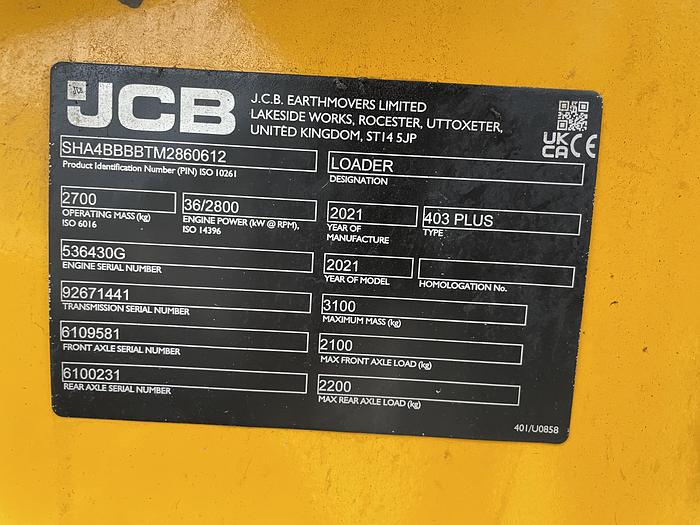 JCB
J.C.B. EARTHMOVERS LIMITED
LAKESIDE WORKS, ROCESTER, UTTOXETER,
UNITED KINGDOM, ST14 5JP
UK
CA CE
SHA4BBBBTM2860612
Product Identification Number (PIN) ISO 10261
LOADER
DESIGNATION
2700
OPERATING MASS (kg)
ISO 6016
36/2800
ENGINE POWER (kW @ RPM),
ISO 14396
2021
YEAR OF
MANUFACTURE
403 PLUS
TYPE
536430G
ENGINE SERIAL NUMBER
2021
YEAR OF MODEL
HOMOLOGATION No.
92671441
TRANSMISSION SERIAL NUMBER
3100
MAXIMUM MASS (kg)
6109581
FRONT AXLE SERIAL NUMBER
2100
MAX FRONT AXLE LOAD (kg)
6100231
REAR AXLE SERIAL NUMBER
2200
MAX REAR AXLE LOAD (kg)
401/U0858